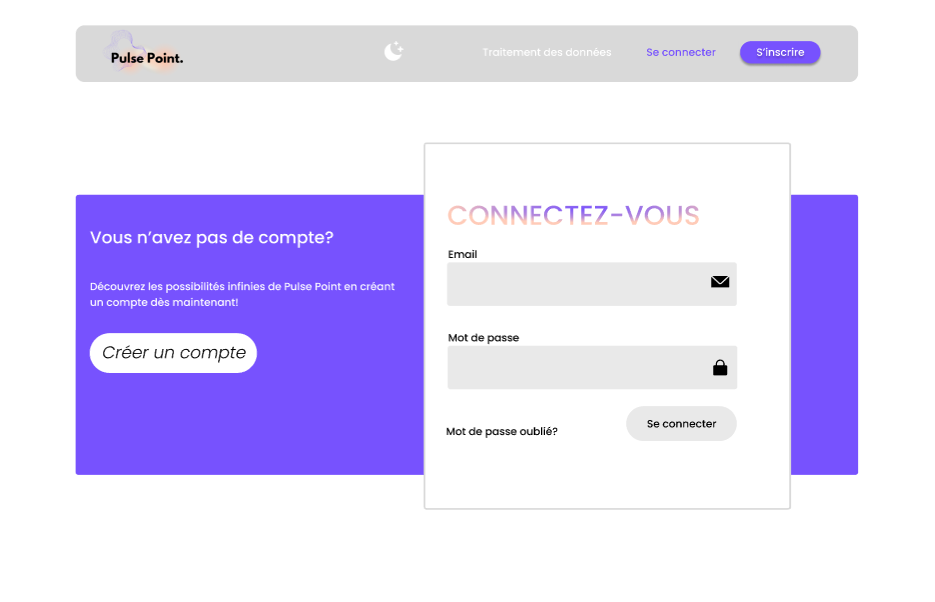 Pulse Point.
Traitement des données
Se connecter
S'inscrire
Vous n'avez pas de compte?
Découvrez les possibilités infinies de Pulse Point en créant
un compte dès maintenant!
Créer un compte
CONNECTEZ-VOUS
Email
Mot de passe
Mot de passe oublié?
Se connecter